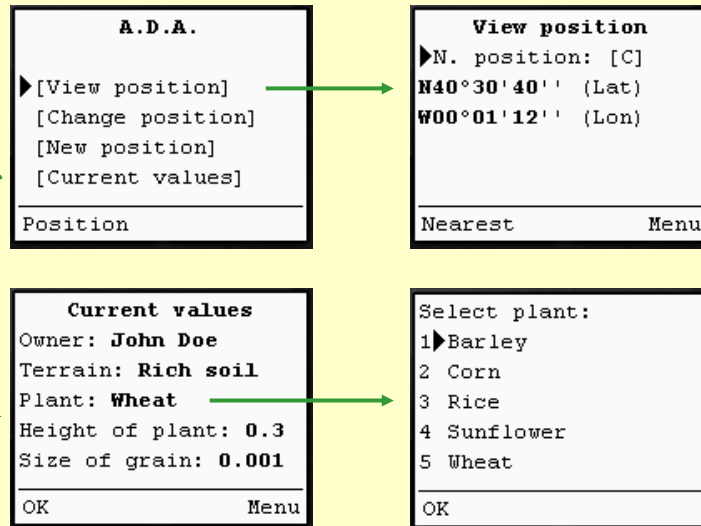 A.D.A.
▶[View position]
[Change position]
[New position]
[Current values]
Position
View position
▶N. position: [C]
N40°30'40'' (Lat)
W00°01'12'' (Lon)
Nearest Menu
Current values
Owner: John Doe
Terrain: Rich soil
Plant: Wheat
Height of plant: 0.3
Size of grain: 0.001
OK Menu
Select plant:
1▶Barley
2 Corn
3 Rice
4 Sunflower
5 Wheat
OK